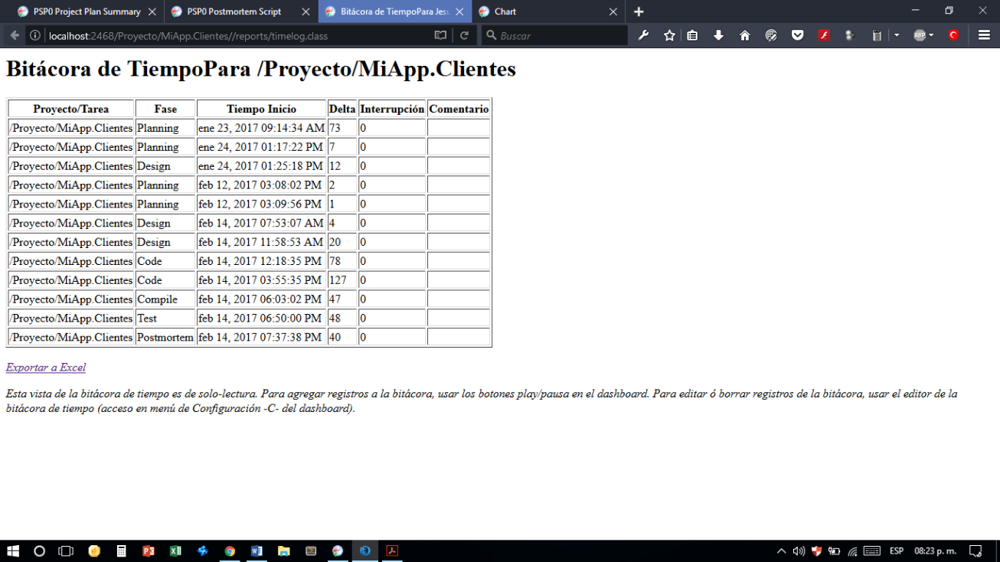 PSP0 Project Plan Summary
PSP0 Postmortem Script
Bitácora de TiempoPara Jes
Chart
localhost:2468/Proyecto/MiApp.Clientes//reports/timelog.class
Buscar
ABP
Bitácora de TiempoPara /Proyecto/MiApp.Clientes
Proyecto/Tarea Fase Tiempo Inicio Delta Interrupción Comentario
/Proyecto/MiApp.Clientes Planning ene 23, 2017 09:14:34 AM 73 0
/Proyecto/MiApp.Clientes Planning ene 24, 2017 01:17:22 PM 7 0
/Proyecto/MiApp.Clientes Design ene 24, 2017 01:25:18 PM 12 0
/Proyecto/MiApp.Clientes Planning feb 12, 2017 03:08:02 PM 2 0
/Proyecto/MiApp.Clientes Planning feb 12, 2017 03:09:56 PM 1 0
/Proyecto/MiApp.Clientes Design feb 14, 2017 07:53:07 AM 4 0
/Proyecto/MiApp.Clientes Design feb 14, 2017 11:58:53 AM 20 0
/Proyecto/MiApp.Clientes Code feb 14, 2017 12:18:35 PM 78 0
/Proyecto/MiApp.Clientes Code feb 14, 2017 03:55:35 PM 127 0
/Proyecto/MiApp.Clientes Compile feb 14, 2017 06:03:02 PM 47 0
/Proyecto/MiApp.Clientes Test feb 14, 2017 06:50:00 PM 48 0
/Proyecto/MiApp.Clientes Postmortem feb 14, 2017 07:37:38 PM 40 0
Exportar a Excel
Esta vista de la bitácora de tiempo es de solo-lectura. Para agregar registros a la bitácora, usar los botones play/pausa en el dashboard. Para editar ó borrar registros de la bitácora, usar el editor de la
bitácora de tiempo (acceso en menú de Configuración -C- del dashboard).
ESP 08:23 p. m.